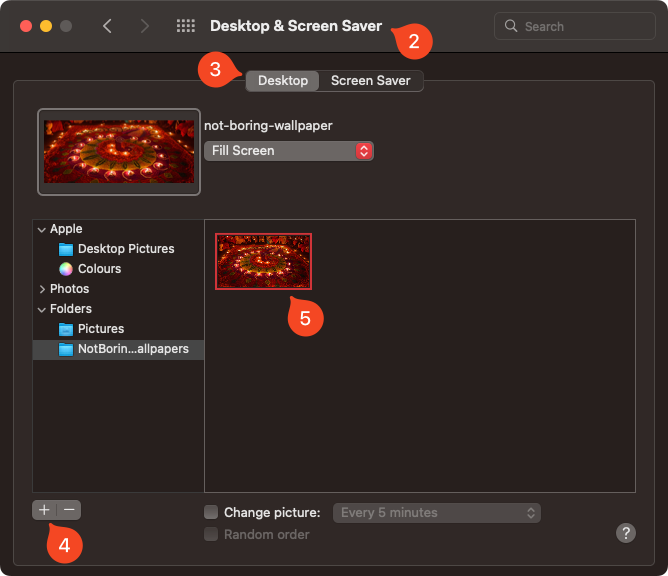 Desktop & Screen Saver
2
Search
3
Desktop
Screen Saver
not-boring-wallpaper
Fill Screen
Apple
Desktop Pictures
Colours
Photos
Folders
Pictures
NotBorin...allpapers
5
+ −
Change picture:
Every 5 minutes
Random order
?
4